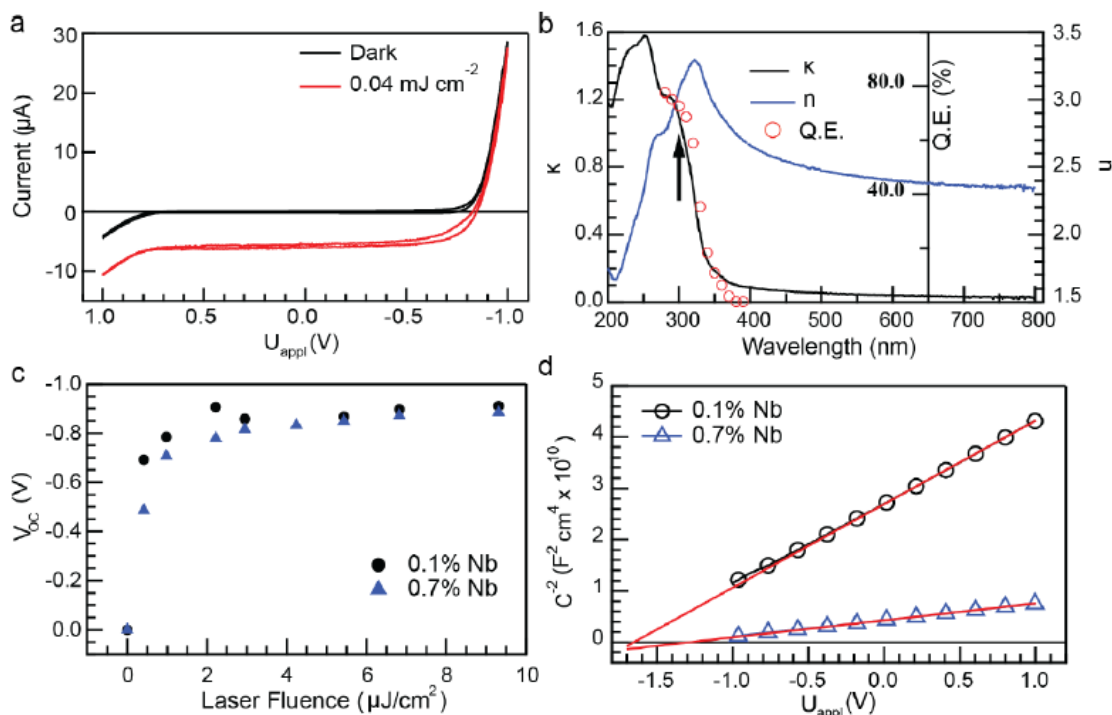 a
30
20
10
0
-10
Current (μA)
Dark
0.04 mJ cm-2
1.0 0.5 0.0 -0.5 -1.0
Uappl(V)
b
1.6
1.2
0.8
0.4
0.0
κ
κ
n
Q.E.
80.0
40.0
Q.E. (%)
3.5
3.0
2.5
2.0
1.5
n
200 300 400 500 600 700 800
Wavelength (nm)
c
-1.0
-0.8
-0.6
-0.4
-0.2
0.0
VOC (V)
0.1% Nb
0.7% Nb
0 2 4 6 8 10
Laser Fluence (μJ/cm2)
d
5
4
3
2
1
0
C-2 (F2 cm4 x 1010)
0.1% Nb
0.7% Nb
-1.5 -1.0 -0.5 0.0 0.5 1.0
Uappl(V)